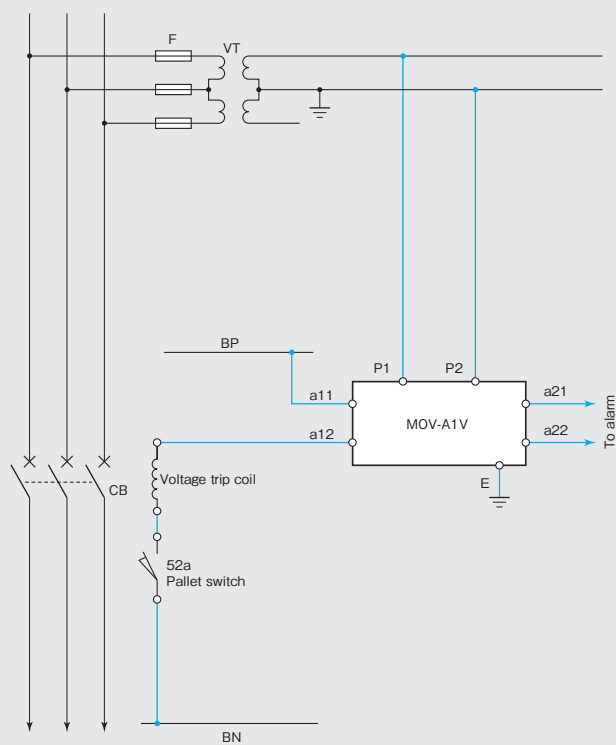 F
VT
BP
P1
P2
a11
a21
MOV-A1V
a12
a22
To alarm
Voltage trip coil
CB
E
52a
Pallet switch
BN